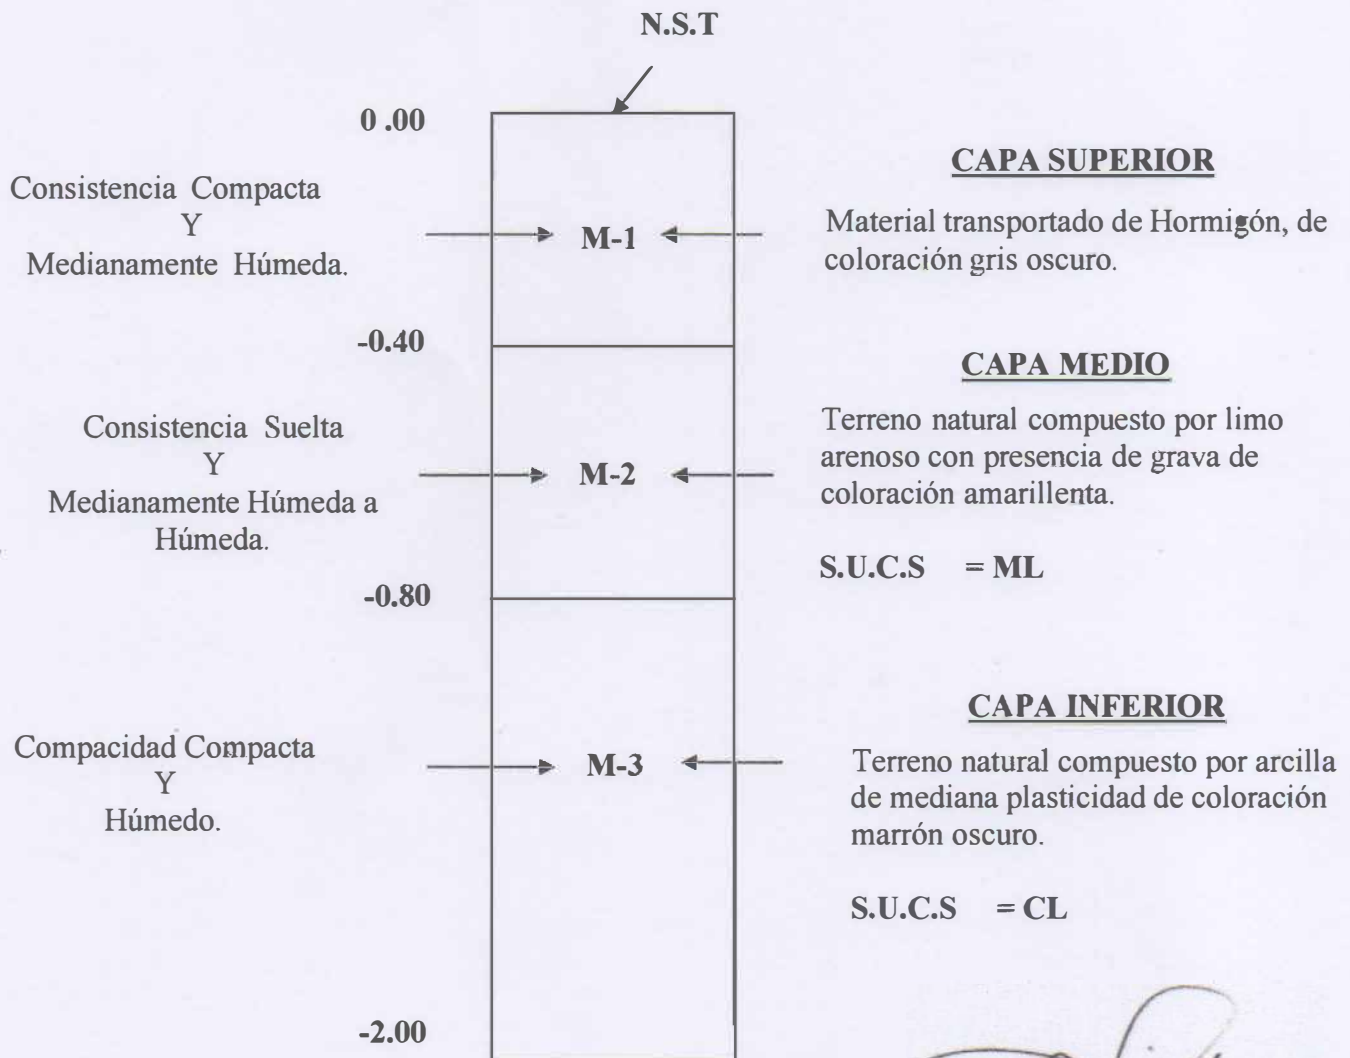 N.S.T
0 .00
Consistencia Compacta
Y
Medianamente Húmeda.
M-1
CAPA SUPERIOR
Material transportado de Hormigón, de
coloración gris oscuro.
-0.40
Consistencia Suelta
Y
Medianamente Húmeda a
Húmeda.
M-2
CAPA MEDIO
Terreno natural compuesto por limo
arenoso con presencia de grava de
coloración amarillenta.
S.U.C.S = ML
-0.80
Compacidad Compacta
Y
Húmedo.
M-3
CAPA INFERIOR
Terreno natural compuesto por arcilla
de mediana plasticidad de coloración
marrón oscuro.
S.U.C.S = CL
-2.00